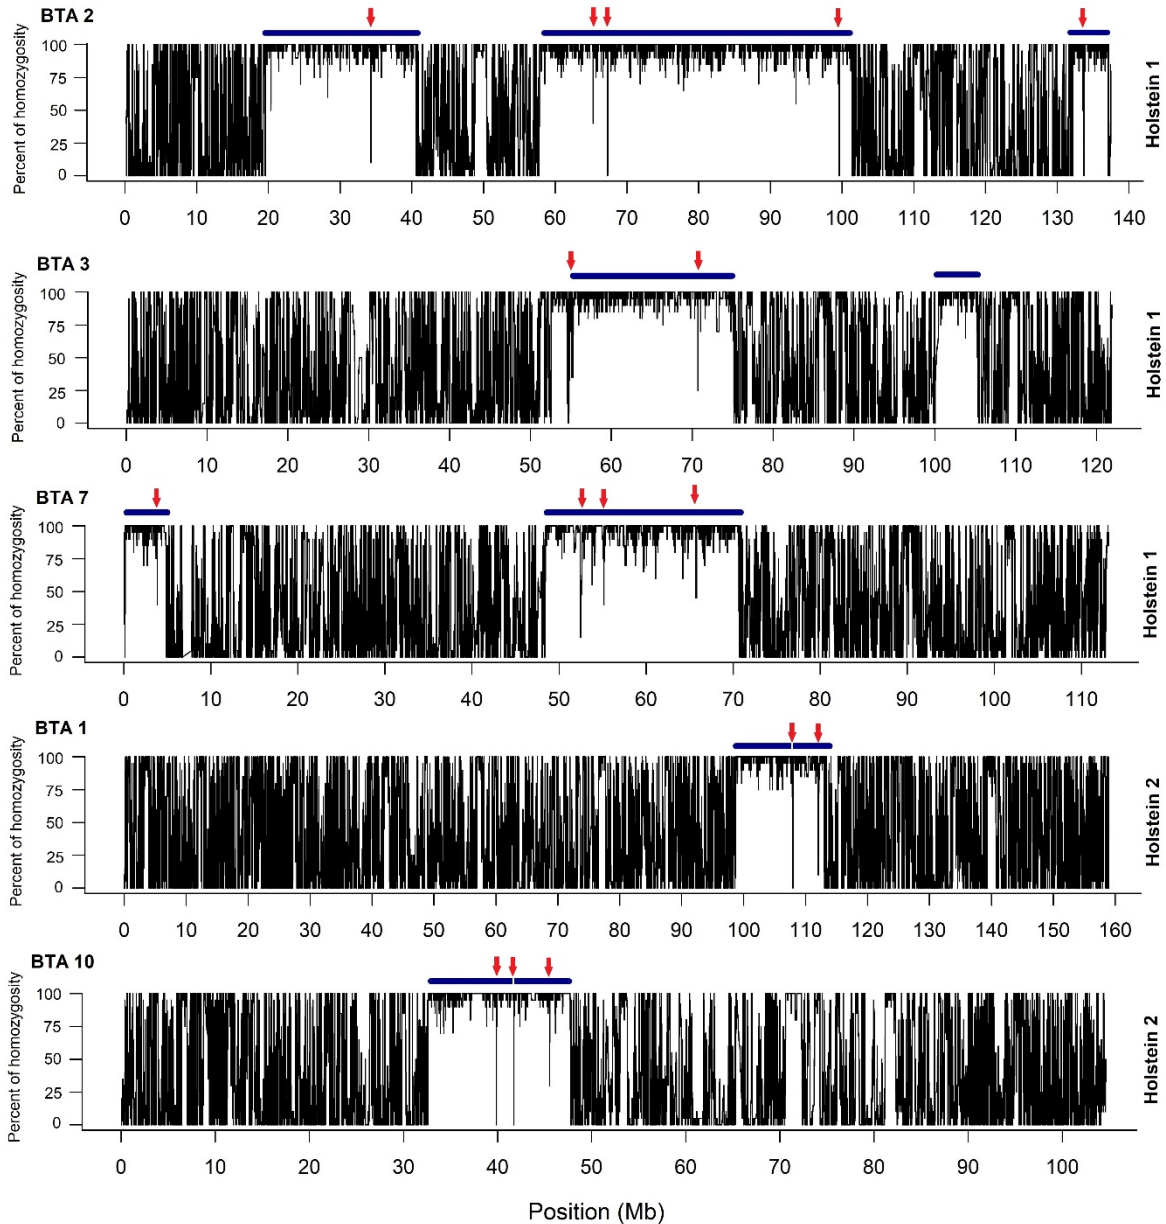 BTA 2
Percent of homozygosity
100
75
50
25
0
0 10 20 30 40 50 60 70 80 90 100 110 120 130 140
Holstein 1
BTA 3
Percent of homozygosity
100
75
50
25
0
0 10 20 30 40 50 60 70 80 90 100 110 120
Holstein 1
BTA 7
Percent of homozygosity
100
75
50
25
0
0 10 20 30 40 50 60 70 80 90 100 110
Holstein 1
BTA 1
Percent of homozygosity
100
75
50
25
0
0 10 20 30 40 50 60 70 80 90 100 110 120 130 140 150 160
Holstein 2
BTA 10
Percent of homozygosity
100
75
50
25
0
0 10 20 30 40 50 60 70 80 90 100
Holstein 2
Position (Mb)